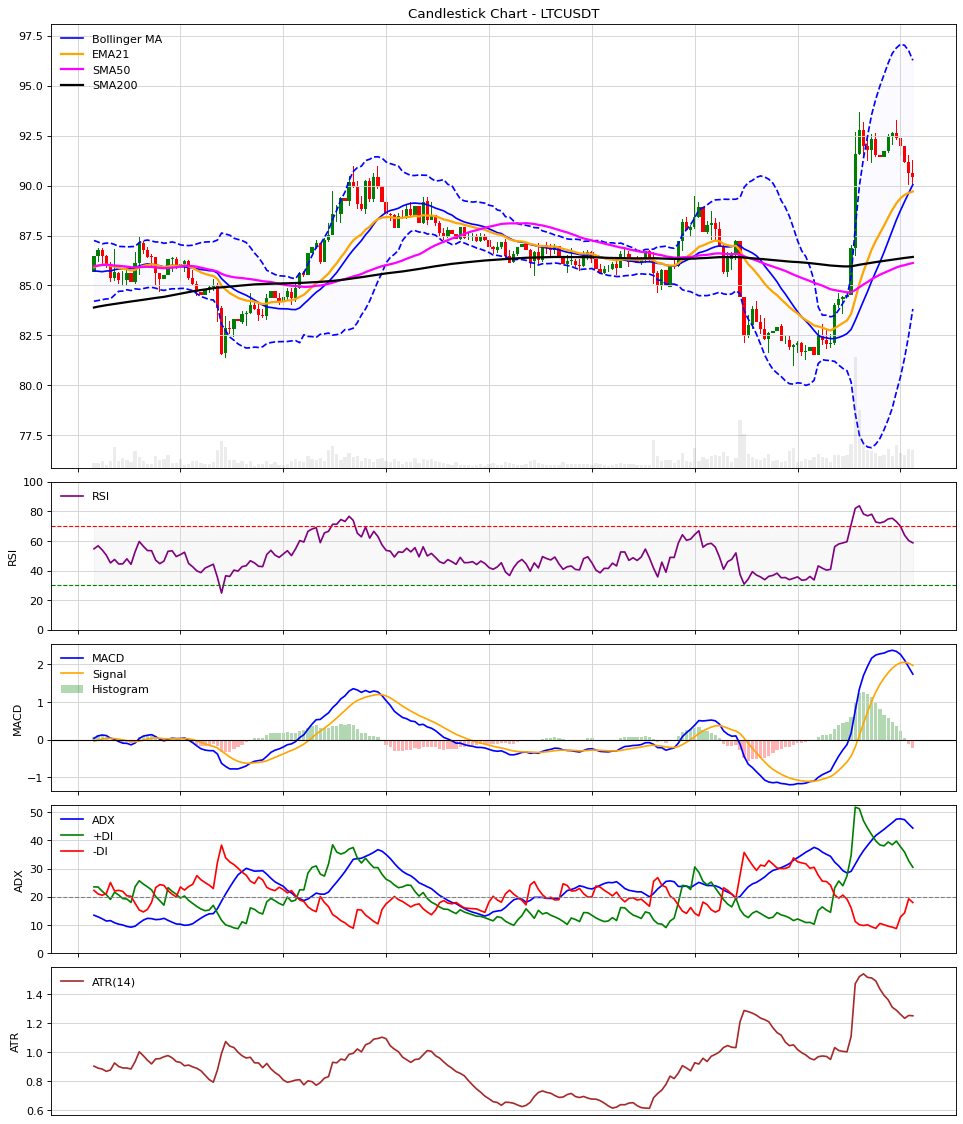 Candlestick Chart - LTCUSDT
Bollinger MA
EMA21
SMA50
SMA200
97.5
95.0
92.5
90.0
87.5
85.0
82.5
80.0
77.5
RSI
RSI
100
80
60
40
20
0
MACD
Signal
Histogram
MACD
2
1
0
−1
ADX
+DI
-DI
ADX
50
40
30
20
10
0
ATR(14)
ATR
1.4
1.2
1.0
0.8
0.6